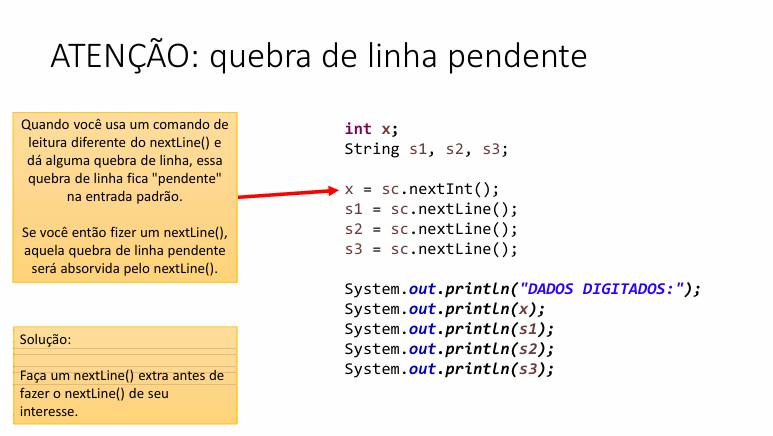 ATENÇÃO: quebra de linha pendente
Quando você usa um comando de
leitura diferente do nextLine() e
dá alguma quebra de linha, essa
quebra de linha fica "pendente"
na entrada padrão.
Se você então fizer um nextLine(),
aquela quebra de linha pendente
será absorvida pelo nextLine().
Solução:
Faça um nextLine() extra antes de
fazer o nextLine() de seu
interesse.
int x;
String s1, s2, s3;
x = sc.nextInt();
s1 = sc.nextLine();
s2 = sc.nextLine();
s3 = sc.nextLine();
System.out.println("DADOS DIGITADOS:");
System.out.println(x);
System.out.println(s1);
System.out.println(s2);
System.out.println(s3);